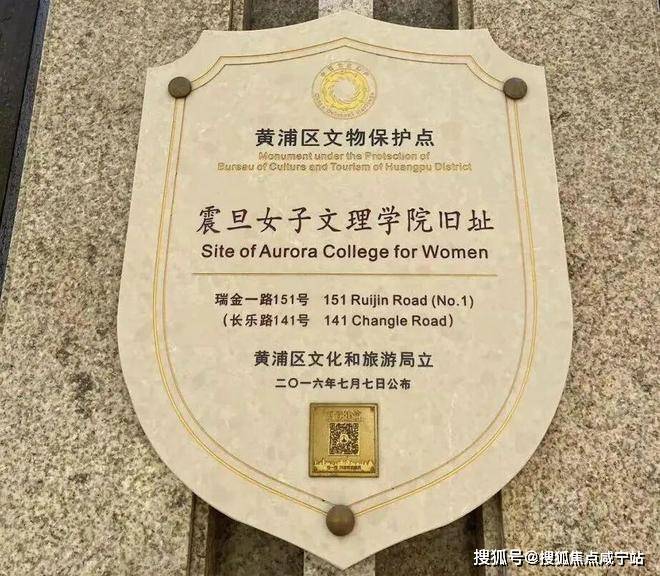 黄浦区文物保护点
Monument under the Protection of
Bureau of Culture and Tourism of Huangpu District
震旦女子文理学院旧址
Site of Aurora College for Women
瑞金一路151号 151 Ruijin Road (No.1)
(长乐路141号 141 Changle Road)
黄浦区文化和旅游局立
二〇一六年七月七日公布
搜狐号@搜狐焦点咸宁站